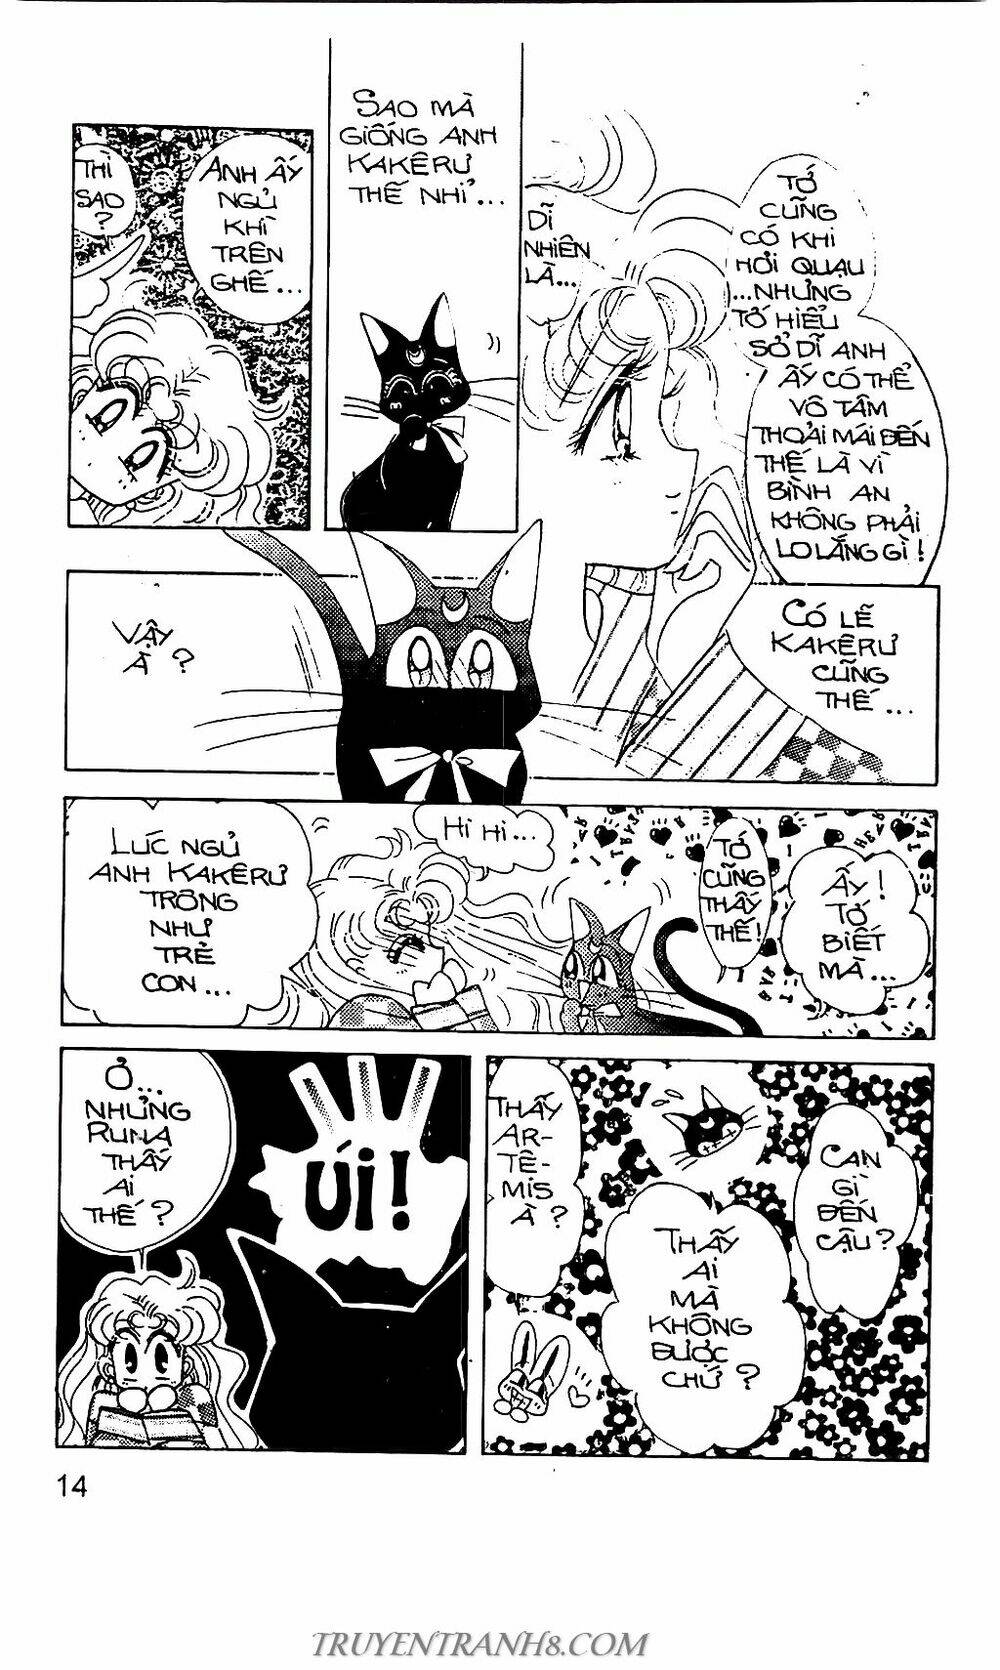 ANH ẤY
NGỦ
KHÌ
TRÊN
GHẾ...
THÌ
SAO
?
SAO MÀ
GIỐNG ANH
KAKÊRƯ
THẾ NHỈ...
DĨ
NHIÊN
LÀ...
TỚ
CŨNG
CÓ KHI
HƠI QUẠU
...NHƯNG
TỚ HIỂU
SỞ DĨ ANH
ẤY CÓ THỂ
VÔ TÂM
THOẢI MÁI ĐẾN
THẾ LÀ VÌ
BÌNH AN
KHÔNG PHẢI
LO LẮNG GÌ!
CÓ LẼ
KAKÊRƯ
CŨNG
THẾ...
VẬY
À ?
LÚC NGỦ
ANH KAKÊRƯ
TRÔNG
NHƯ
TRẺ
CON...
HI HI...
TỚ
CŨNG
THẤY
THẾ!
ẤY!
TỚ
BIẾT
MÀ...
Ở...
NHƯNG
RUNA
THẤY
AI
THẾ?
ÚI!
THẤY
AR-
TÊ-
MIS
À?
THẤY
AI
MÀ
KHÔNG
ĐƯỢC
CHỨ?
CAN
GÌ
ĐẾN
CẬU?
14
TRUYENTRANH8.COM